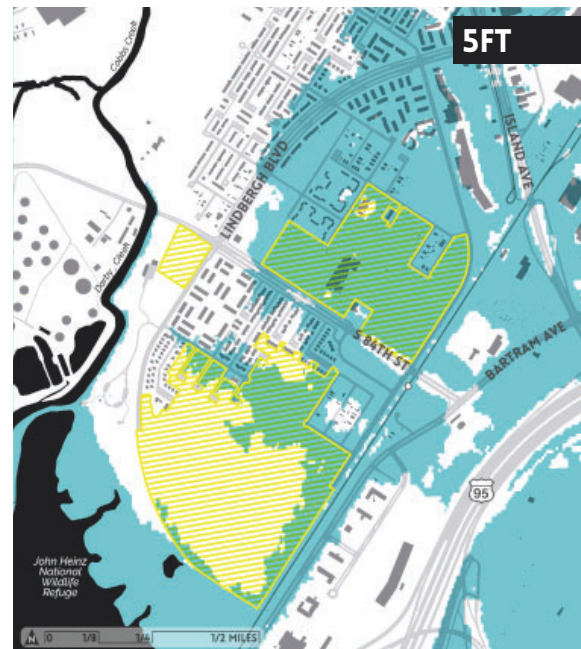 5FT
Cobbs Creek
ISLAND AVE
LINDBERGH BLVD
Darby Creek
S 84TH ST
BARTRAM AVE
95
John Heinz
National
Wildlife
Refuge
N 0 1/8 1/4 1/2 MILES